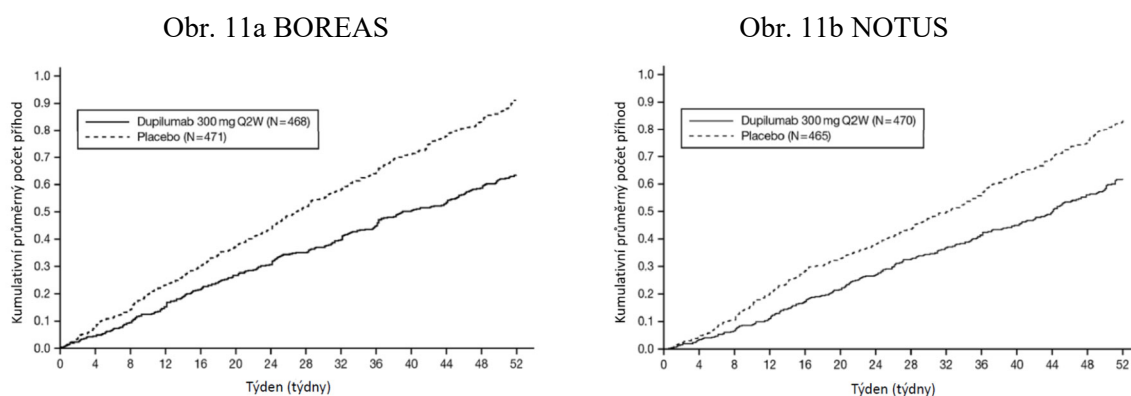 Obr. 11a BOREAS
Kumulativní průměrný počet příhod
1.0
0.9
0.8
0.7
0.6
0.5
0.4
0.3
0.2
0.1
0.0
Dupilumab 300 mg Q2W (N=468)
Placebo (N=471)
0 4 8 12 16 20 24 28 32 36 40 44 48 52
Týden (týdny)
Obr. 11b NOTUS
Kumulativní průměrný počet příhod
1.0
0.9
0.8
0.7
0.6
0.5
0.4
0.3
0.2
0.1
0.0
Dupilumab 300 mg Q2W (N=470)
Placebo (N=465)
0 4 8 12 16 20 24 28 32 36 40 44 48 52
Týden (týdny)